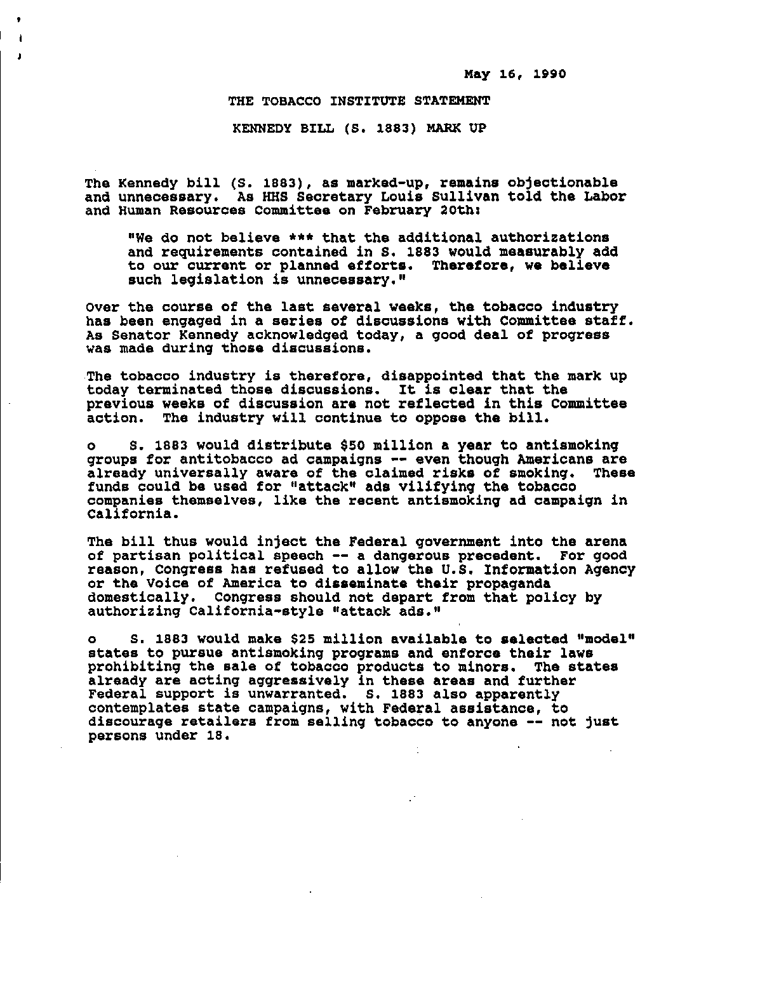 May 16, 1990
THE TOBACCO INSTITUTE STATEMENT
KENNEDY BILL (S. 1883) MARK UP
The Kennedy bill (S. 1883), as marked-up, remains objectionable
and unnecessary.  As HHS Secretary Louis Sullivan told the Labor
and Human Resources Committee on February 20th:
"We do not believe *** that the additional authorizations
and requirements contained in S. 1883 would measurably add
to our current or planned efforts.  Therefore, we believe
such legislation is unnecessary."
Over the course of the last several weeks, the tobacco industry
has been engaged in a series of discussions with Committee staff.
As Senator Kennedy acknowledged today, a good deal of progress
was made during those discussions.
The tobacco industry is therefore, disappointed that the mark up
today terminated those discussions.  It is clear that the
previous weeks of discussion are not reflected in this Committee
action.  The industry will continue to oppose the bill.
o    S. 1883 would distribute $50 million a year to antismoking
groups for antitobacco ad campaigns -- even though Americans are
already universally aware of the claimed risks of smoking.  These
funds could be used for "attack" ads vilifying the tobacco
companies themselves, like the recent antismoking ad campaign in
California.
The bill thus would inject the Federal government into the arena
of partisan political speech -- a dangerous precedent.  For good
reason, Congress has refused to allow the U.S. Information Agency
or the Voice of America to disseminate their propaganda
domestically.  Congress should not depart from that policy by
authorizing California-style "attack ads."
o    S. 1883 would make $25 million available to selected "model"
states to pursue antismoking programs and enforce their laws
prohibiting the sale of tobacco products to minors.  The states
already are acting aggressively in these areas and further
Federal support is unwarranted.  S. 1883 also apparently
contemplates state campaigns, with Federal assistance, to
discourage retailers from selling tobacco to anyone -- not just
persons under 18.